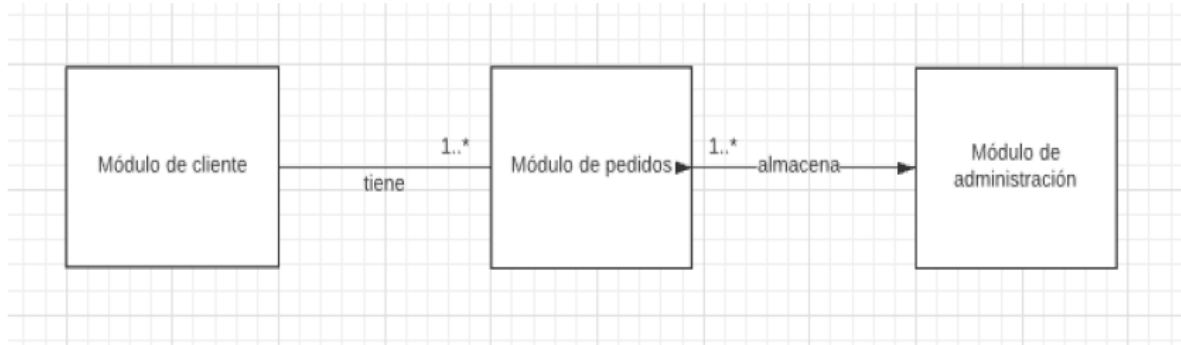 Módulo de cliente
tiene
1..*
Módulo de pedidos
1..*
almacena
Módulo de
administración